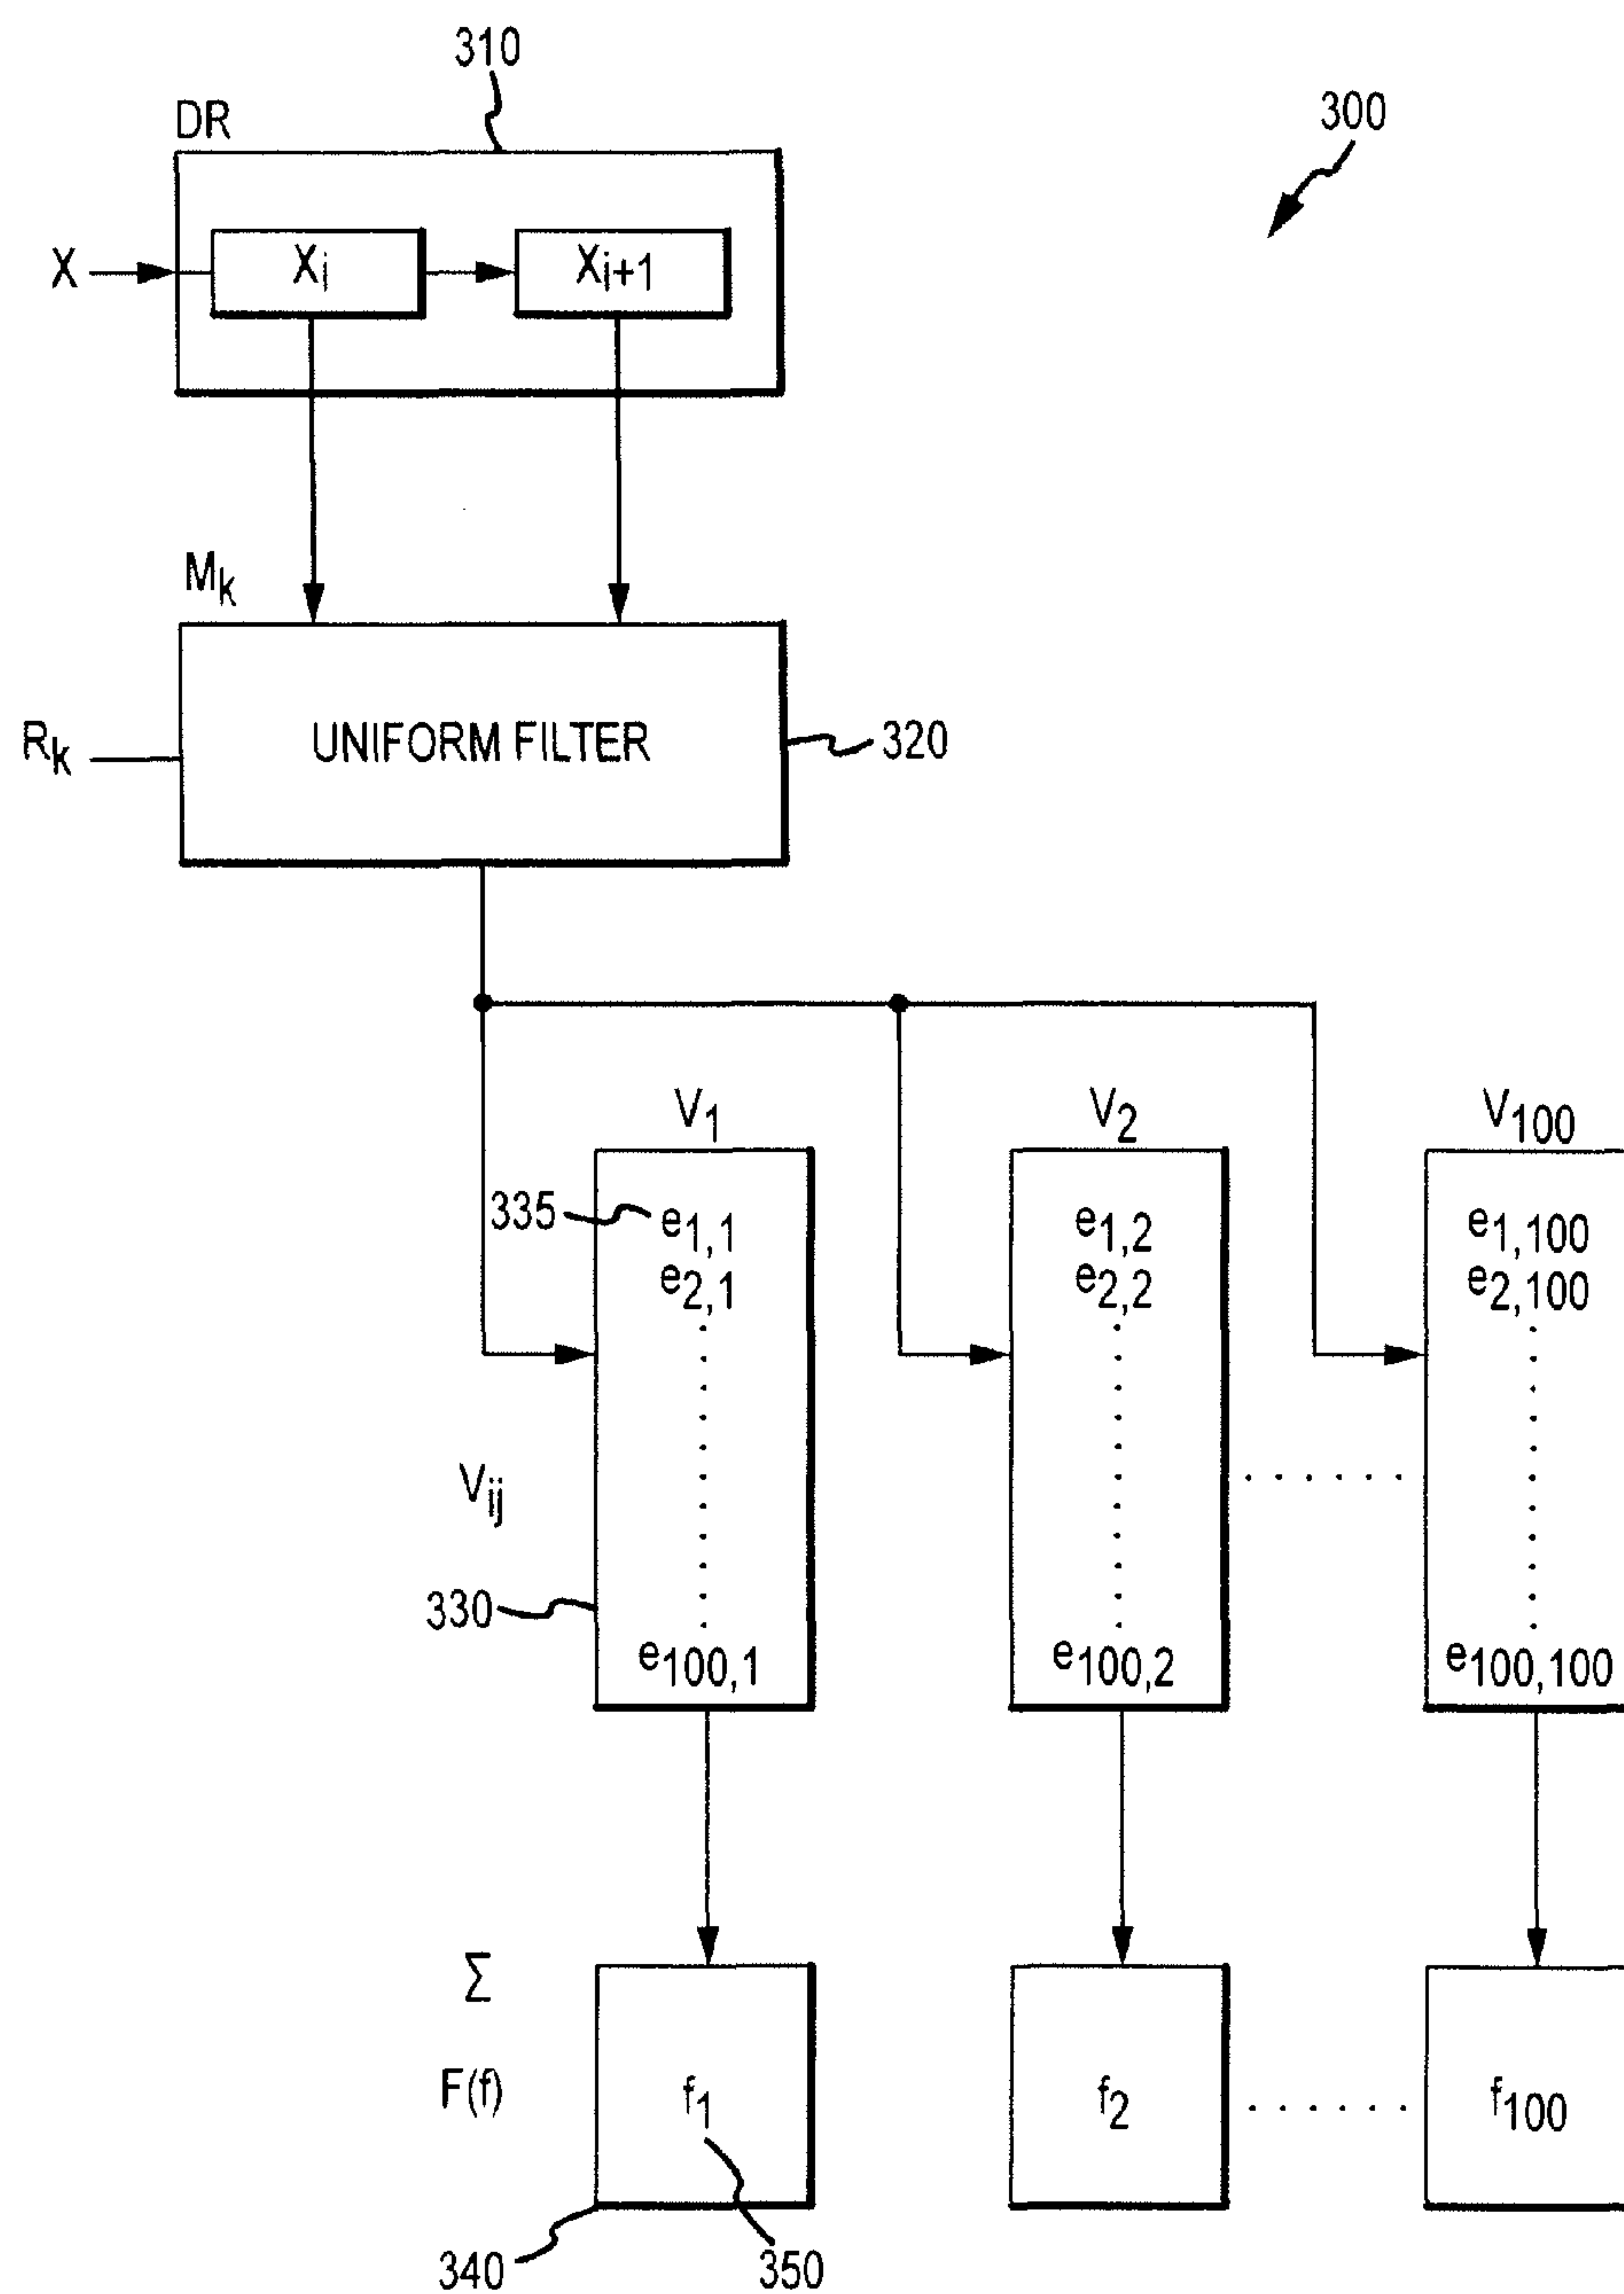 310
300
DR
X
Xi
Xi+1
Mk
Rk
UNIFORM FILTER
320
V1
V2
V100
335
e1,1
e1,2
e1,100
e2,1
e2,2
e2,100
Vij
330
e100,1
e100,2
e100,100
Σ
F(f)
f1
f2
f100
340
350